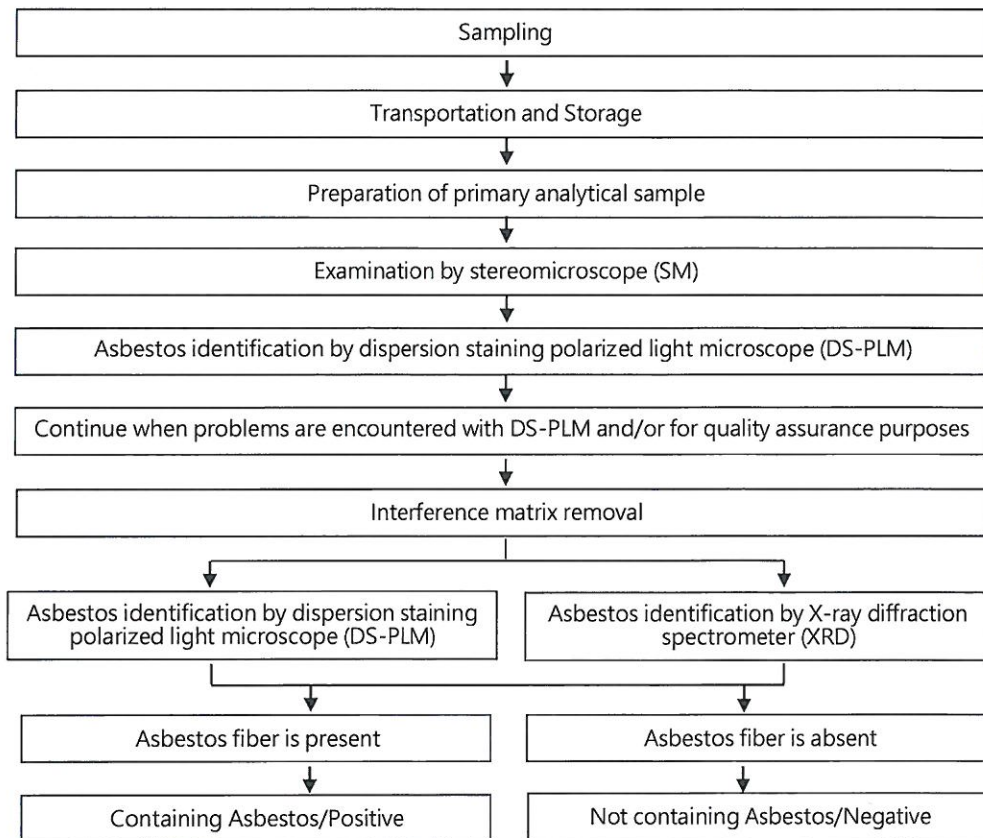 Sampling
Transportation and Storage
Preparation of primary analytical sample
Examination by stereomicroscope (SM)
Asbestos identification by dispersion staining polarized light microscope (DS-PLM)
Continue when problems are encountered with DS-PLM and/or for quality assurance purposes
Interference matrix removal
Asbestos identification by dispersion staining
polarized light microscope (DS-PLM)
Asbestos identification by X-ray diffraction
spectrometer (XRD)
Asbestos fiber is present
Asbestos fiber is absent
Containing Asbestos/Positive
Not containing Asbestos/Negative